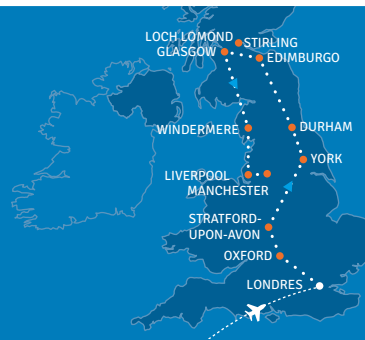 LOCH LOMOND
STIRLING
GLASGOW
EDIMBURGO
WINDERMERE
DURHAM
YORK
LIVERPOOL
MANCHESTER
STRATFORD-
UPON-AVON
OXFORD
LONDRES